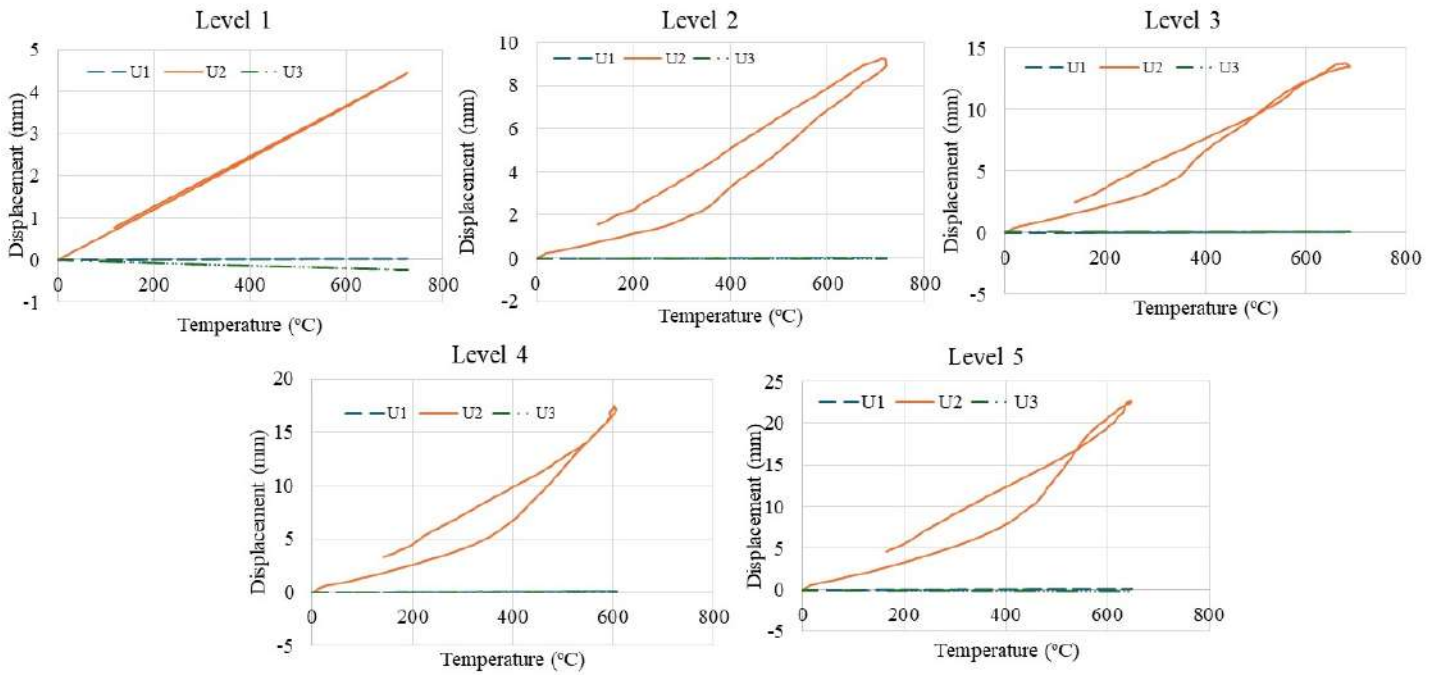 Level 1
5
4
3
2
1
0
-1
Displacement (mm)
U1 U2 U3
0 200 400 600 800
Temperature (°C)
Level 2
10
8
6
4
2
0
-2
Displacement (mm)
U1 U2 U3
0 200 400 600 800
Temperature (°C)
Level 3
15
10
5
0
-5
Displacement (mm)
U1 U2 U3
0 200 400 600 800
Temperature (°C)
Level 4
20
15
10
5
0
-5
Displacement (mm)
U1 U2 U3
0 200 400 600 800
Temperature (°C)
Level 5
25
20
15
10
5
0
-5
Displacement (mm)
U1 U2 U3
0 200 400 600 800
Temperature (°C)